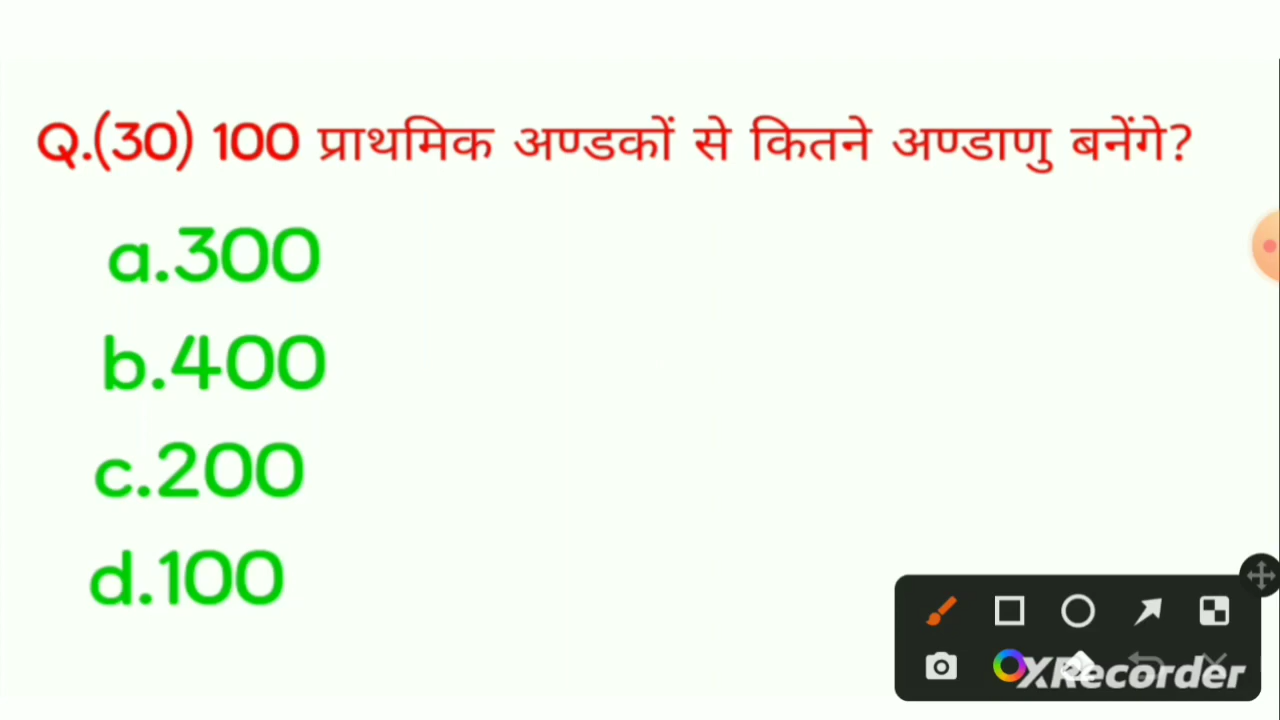 Q.(30) 100 प्राथमिक अण्डकों से कितने अण्डाणु बनेंगे?
a.300
b.400
c.200
d.100
XRecorder